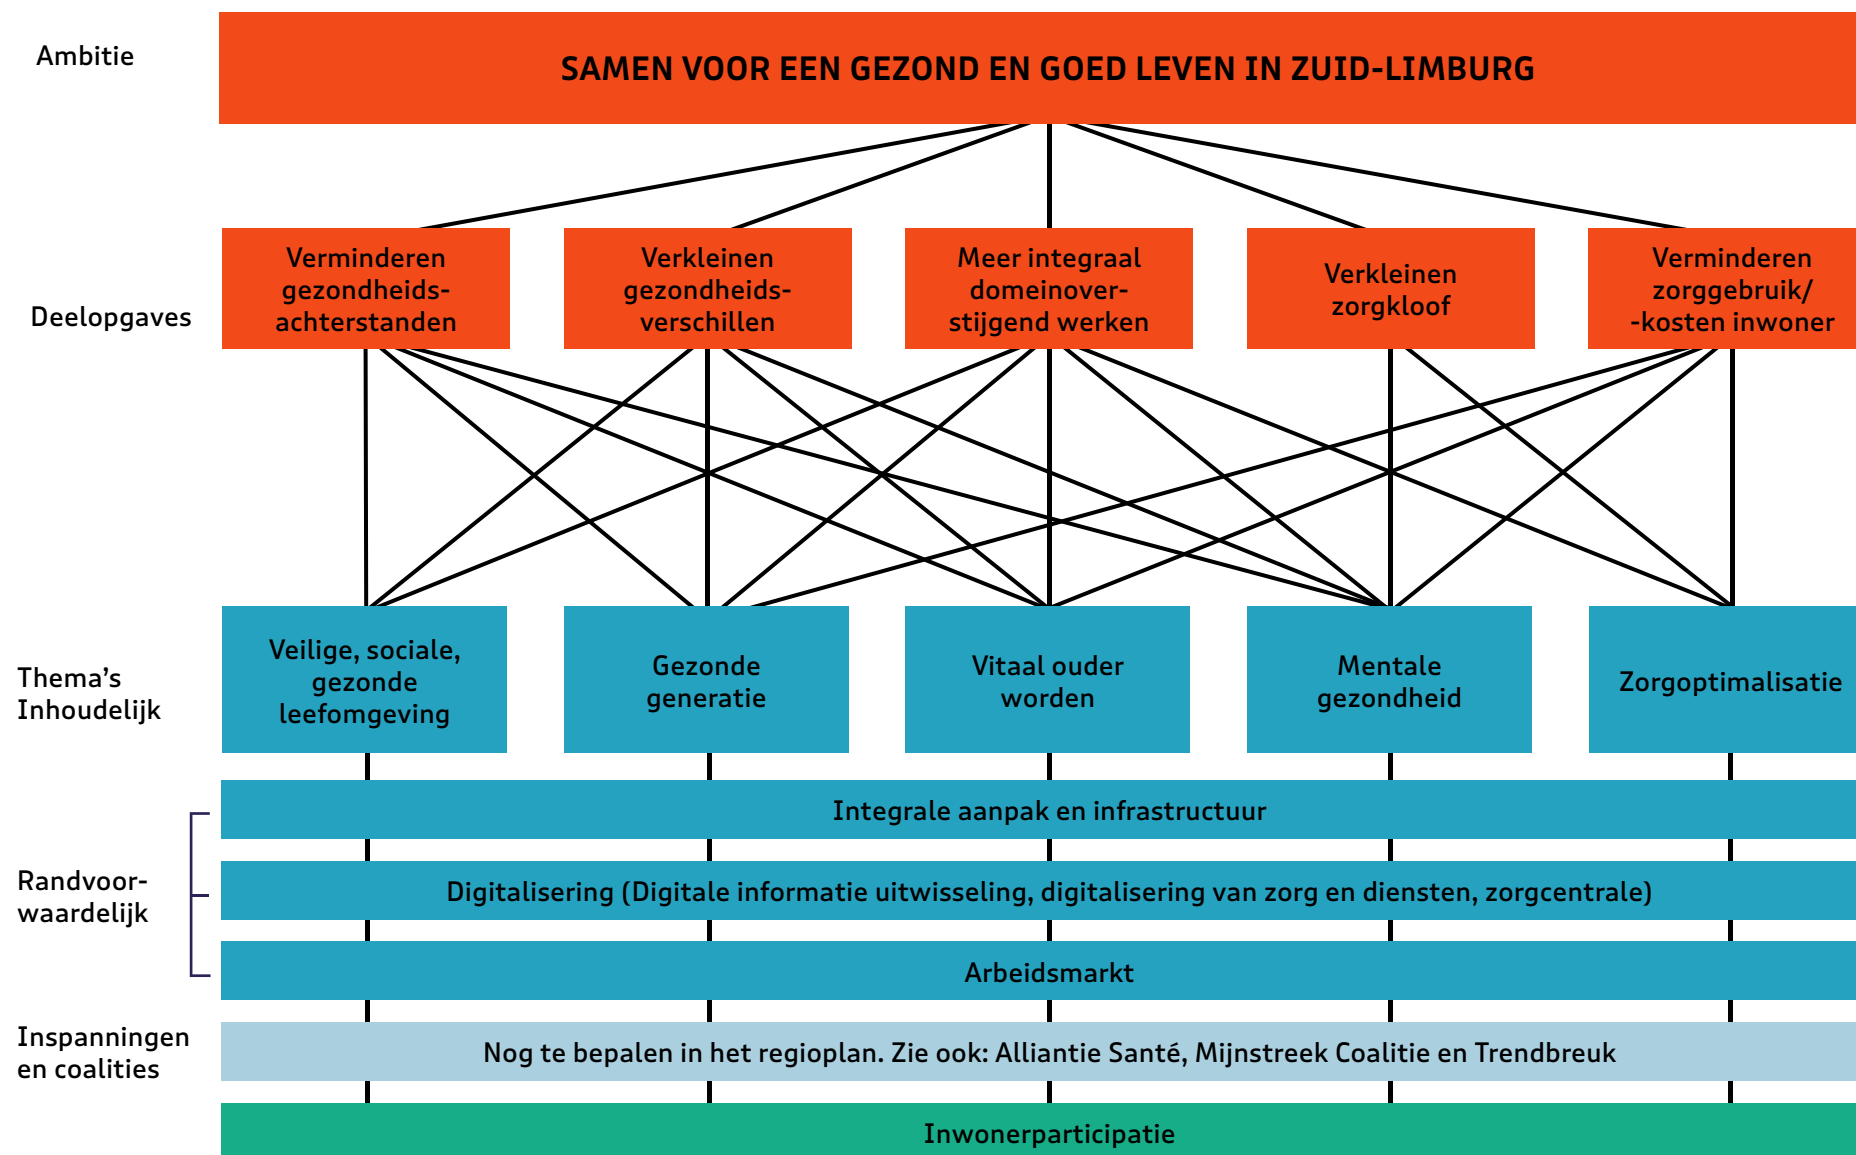 Ambitie
SAMEN VOOR EEN GEZOND EN GOED LEVEN IN ZUID-LIMBURG
Deelopgaves
Verminderen
gezondheids-
achterstanden
Verkleinen
gezondheids-
verschillen
Meer integraal
domeinover-
stijgend werken
Verkleinen
zorgkloof
Verminderen
zorggebruik/
-kosten inwoner
Thema’s
Inhoudelijk
Veilige, sociale,
gezonde
leefomgeving
Gezonde
generatie
Vitaal ouder
worden
Mentale
gezondheid
Zorgoptimalisatie
Randvoor-
waardelijk
Integrale aanpak en infrastructuur
Digitalisering (Digitale informatie uitwisseling, digitalisering van zorg en diensten, zorgcentrale)
Arbeidsmarkt
Inspanningen
en coalities
Nog te bepalen in het regioplan. Zie ook: Alliantie Santé, Mijnstreek Coalitie en Trendbreuk
Inwonerparticipatie